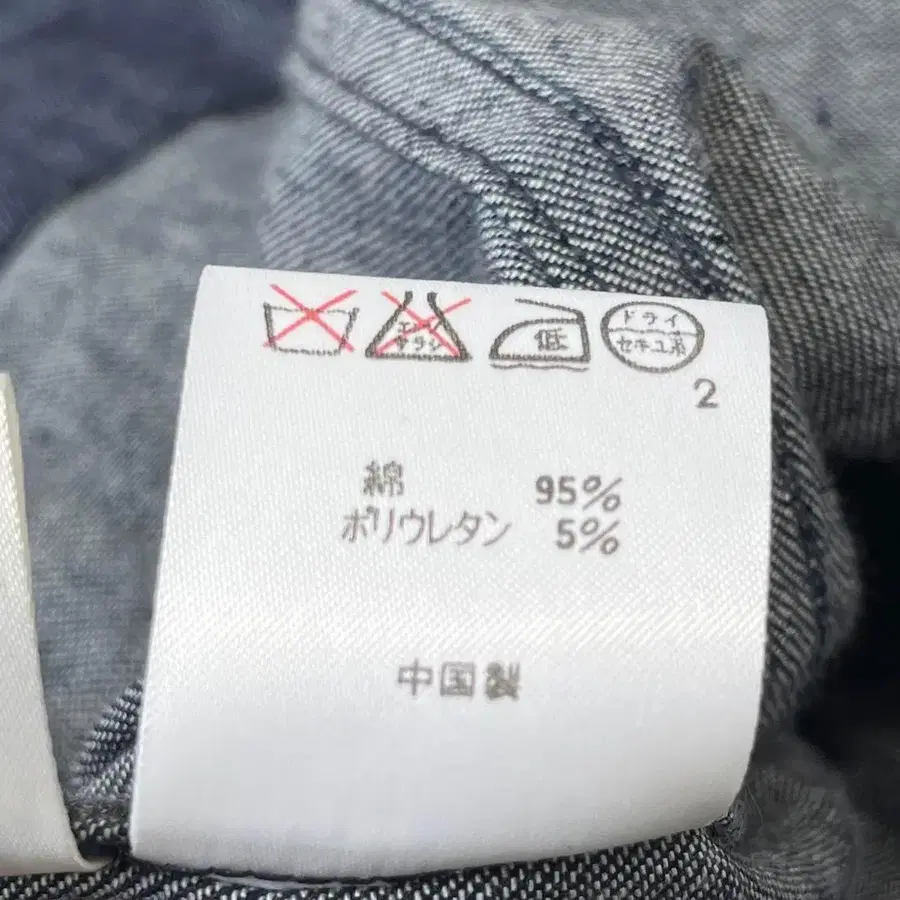 エンソ
サラシ
低
ドライ
セキユ系
2
綿 95%
ポリウレタン 5%
中国製